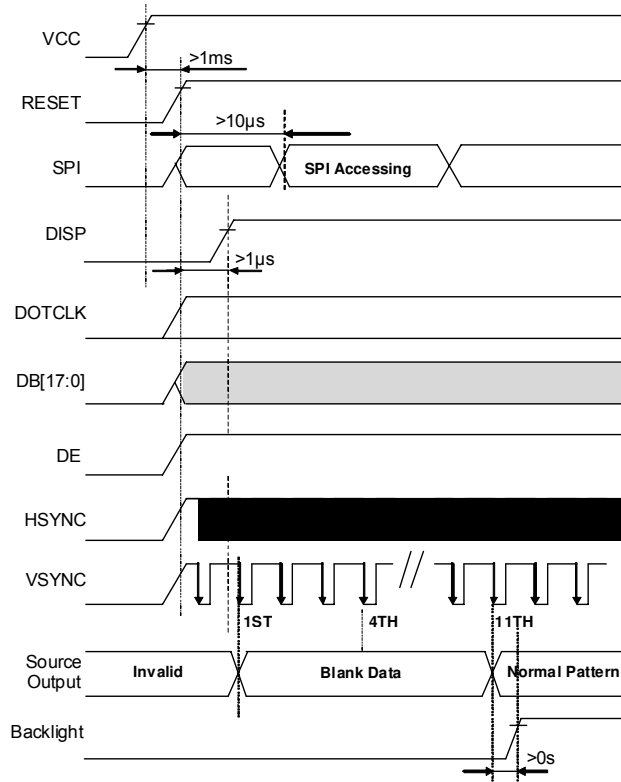 VCC
>1ms
RESET
>10µs
SPI
SPI Accessing
DISP
>1µs
DOTCLK
DB[17:0]
DE
HSYNC
VSYNC
1ST
4TH
11TH
Source
Output
Invalid
Blank Data
Normal Pattern
Backlight
>0s